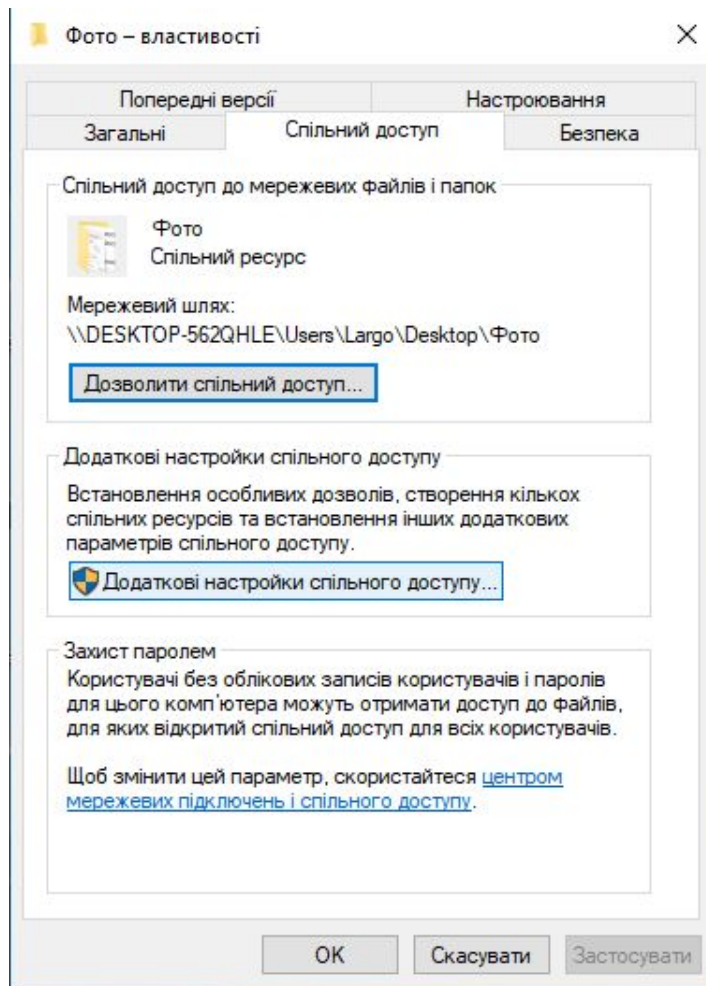 Фото – властивості
Попередні версії
Настроювання
Загальні
Спільний доступ
Безпека
Спільний доступ до мережевих файлів і папок
Фото
Спільний ресурс
Мережевий шлях:
\\DESKTOP-562QHLE\Users\Largo\Desktop\Фото
Дозволити спільний доступ...
Додаткові настройки спільного доступу
Встановлення особливих дозволів, створення кількох
спільних ресурсів та встановлення інших додаткових
параметрів спільного доступу.
Додаткові настройки спільного доступу...
Захист паролем
Користувачі без облікових записів користувачів і паролів
для цього комп'ютера можуть отримати доступ до файлів,
для яких відкритий спільний доступ для всіх користувачів.
Щоб змінити цей параметр, скористайтеся центром
мережевих підключень і спільного доступу.
ОК
Скасувати
Застосувати